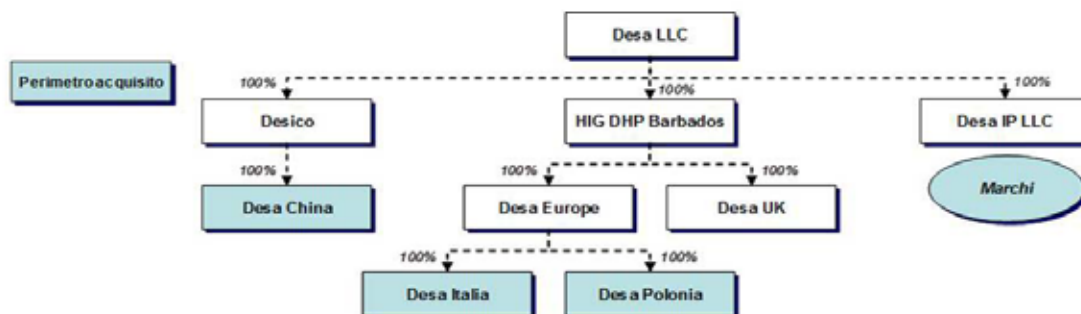 Desa LLC
Perimetro acquisito
100%
100%
100%
Desico
HIG DHP Barbados
Desa IP LLC
100%
100%
100%
Marchi
Desa China
Desa Europe
Desa UK
100%
100%
Desa Italia
Desa Polonia